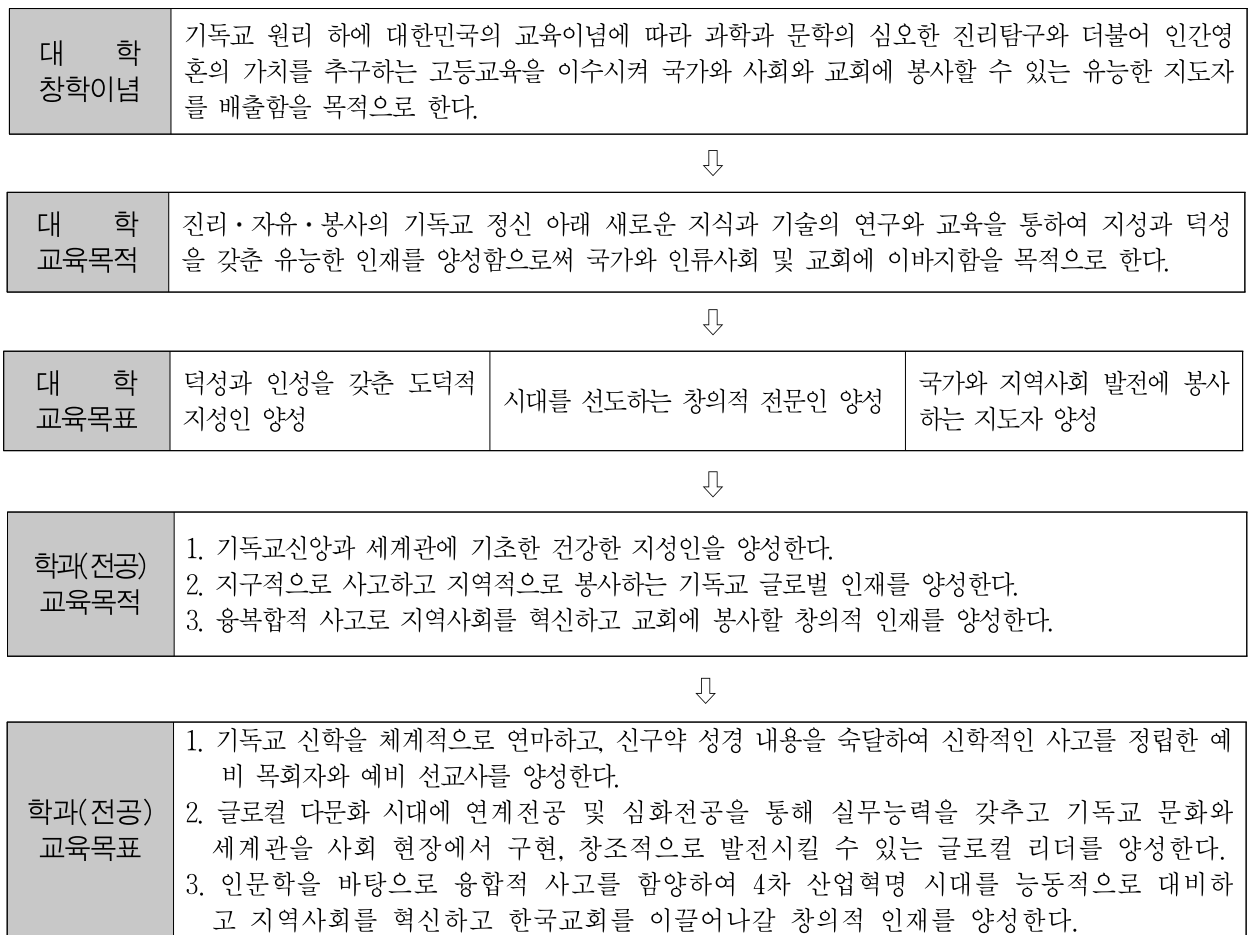 대 학
창학이념
기독교 원리 하에 대한민국의 교육이념에 따라 과학과 문학의 심오한 진리탐구와 더불어 인간영
혼의 가치를 추구하는 고등교육을 이수시켜 국가와 사회와 교회에 봉사할 수 있는 유능한 지도자
를 배출함을 목적으로 한다.
⇩
대 학
교육목적
진리・자유・봉사의 기독교 정신 아래 새로운 지식과 기술의 연구와 교육을 통하여 지성과 덕성
을 갖춘 유능한 인재를 양성함으로써 국가와 인류사회 및 교회에 이바지함을 목적으로 한다.
⇩
대 학
교육목표
덕성과 인성을 갖춘 도덕적
지성인 양성
시대를 선도하는 창의적 전문인 양성
국가와 지역사회 발전에 봉사
하는 지도자 양성
⇩
학과(전공)
교육목적
1. 기독교신앙과 세계관에 기초한 건강한 지성인을 양성한다.
2. 지구적으로 사고하고 지역적으로 봉사하는 기독교 글로벌 인재를 양성한다.
3. 융복합적 사고로 지역사회를 혁신하고 교회에 봉사할 창의적 인재를 양성한다.
⇩
학과(전공)
교육목표
1. 기독교 신학을 체계적으로 연마하고, 신구약 성경 내용을 숙달하여 신학적인 사고를 정립한 예
비 목회자와 예비 선교사를 양성한다.
2. 글로컬 다문화 시대에 연계전공 및 심화전공을 통해 실무능력을 갖추고 기독교 문화와
세계관을 사회 현장에서 구현, 창조적으로 발전시킬 수 있는 글로컬 리더를 양성한다.
3. 인문학을 바탕으로 융합적 사고를 함양하여 4차 산업혁명 시대를 능동적으로 대비하
고 지역사회를 혁신하고 한국교회를 이끌어나갈 창의적 인재를 양성한다.